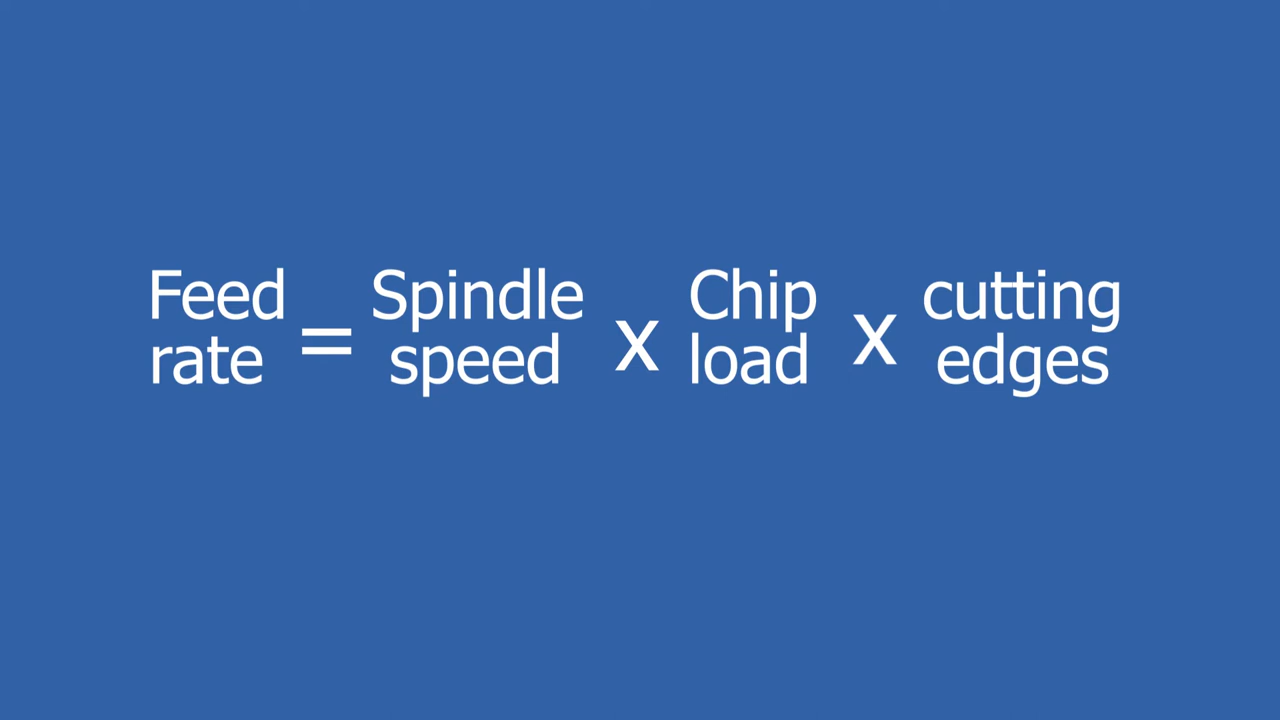 Feed rate = Spindle speed x Chip load x cutting edges